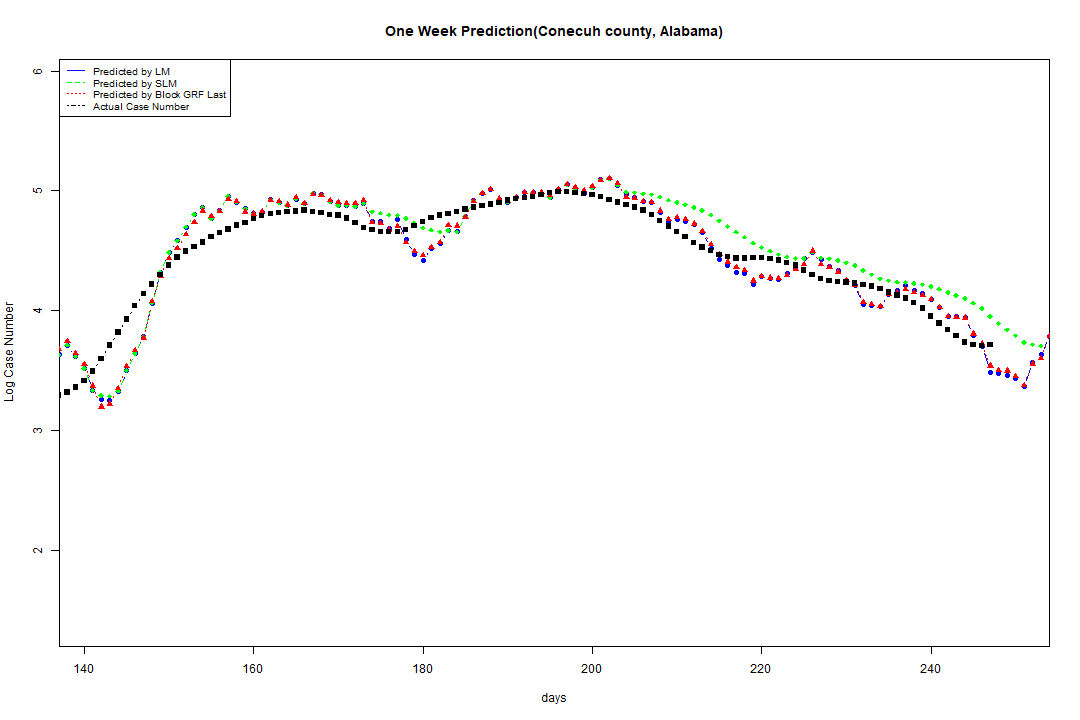 One Week Prediction(Conecuh county, Alabama)
Predicted by LM
Predicted by SLM
Predicted by Block GRF Last
Actual Case Number
6
5
4
3
2
Log Case Number
140 160 180 200 220 240
days